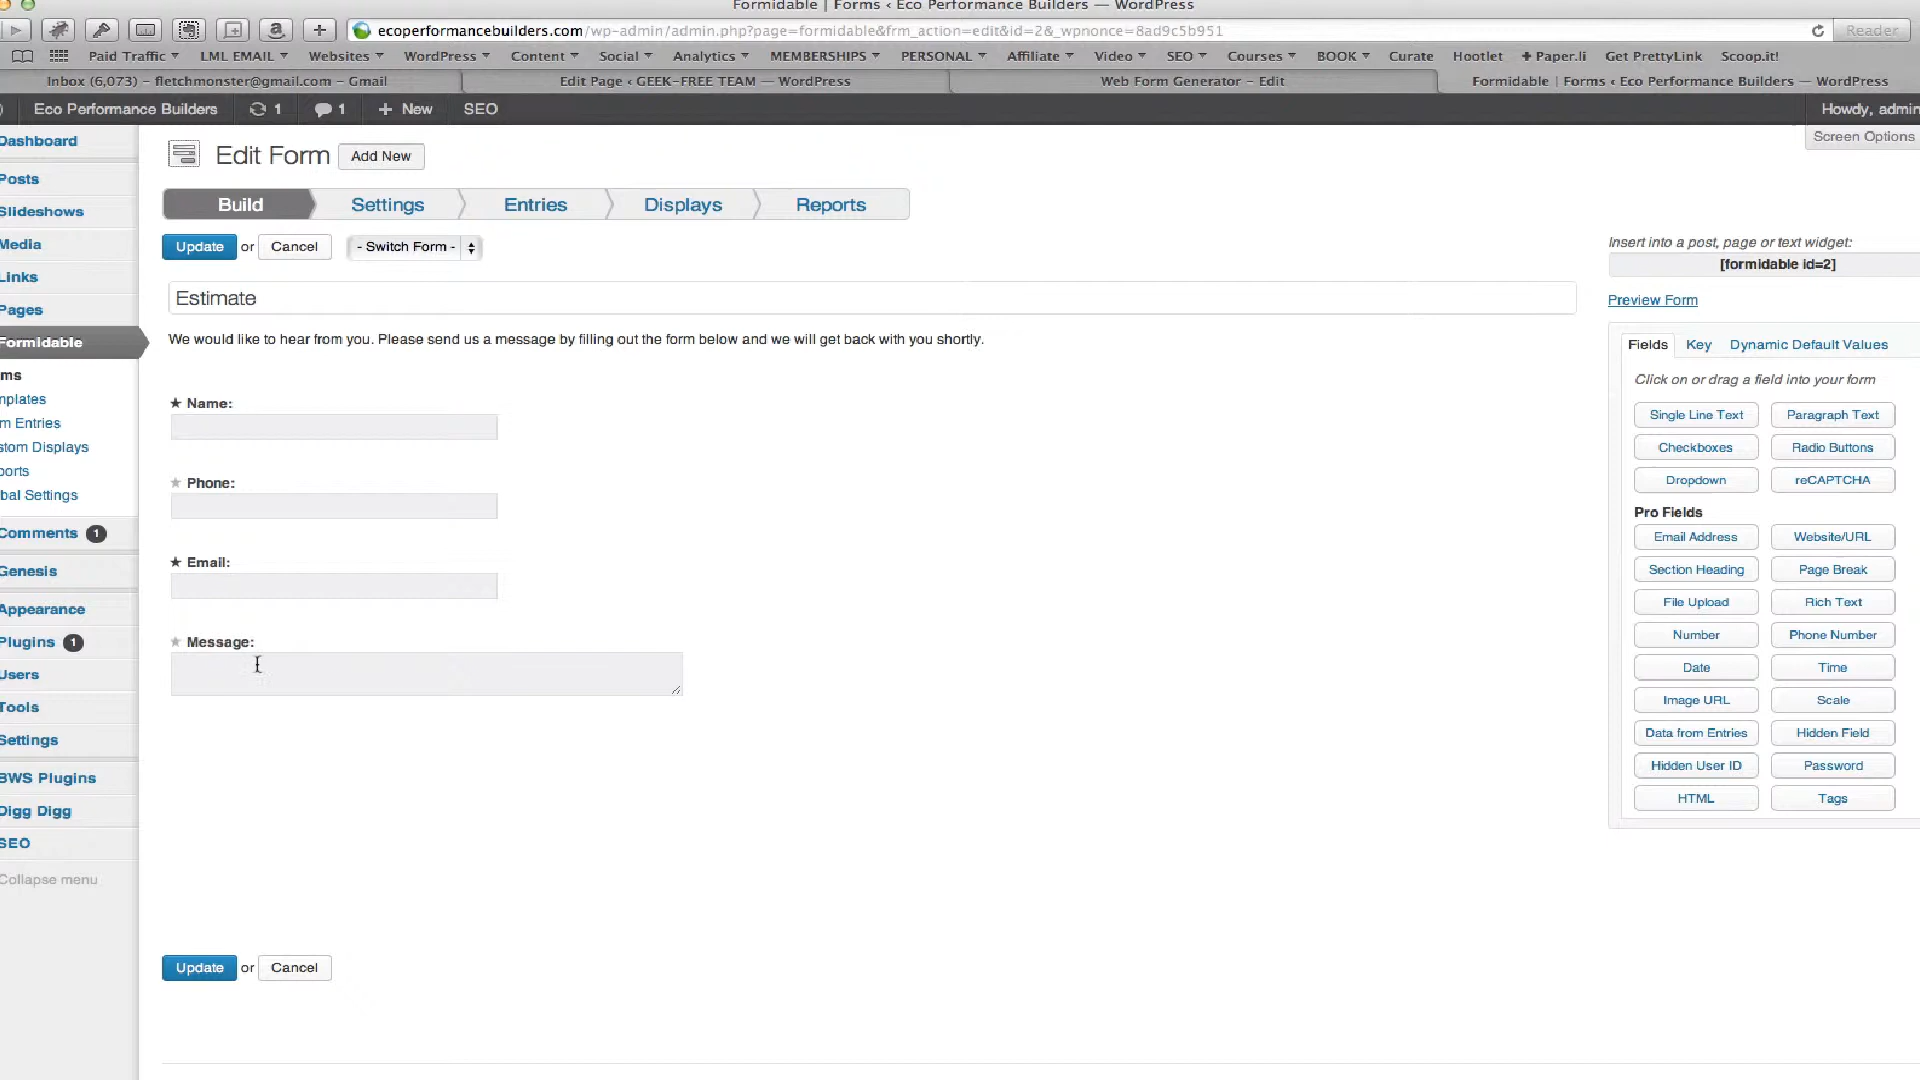 Formidable | Forms ‹ Eco Performance Builders — WordPress
ecoperformancebuilders.com/wp-admin/admin.php?page=formidable&frm_action=edit&id=2&_wpnonce=8ad9c5b951
Reader
Paid Traffic LML EMAIL Websites WordPress Content Social Analytics MEMBERSHIPS PERSONAL Affiliate Video SEO Courses BOOK Curate Hootlet +Paper.li Get PrettyLink Scoop.it!
Inbox (6,073) – fletchmonster@gmail.com – Gmail
Edit Page ‹ GEEK-FREE TEAM — WordPress
Web Form Generator – Edit
Formidable | Forms ‹ Eco Performance Builders — WordPress
Eco Performance Builders 1 1 + New SEO
Howdy, admin
Screen Options
Dashboard
Posts
Slideshows
Media
Links
Pages
Formidable
ms
mplates
m Entries
stom Displays
ports
bal Settings
Comments 1
Genesis
Appearance
Plugins 1
Users
Tools
Settings
BWS Plugins
Digg Digg
SEO
Collapse menu
Edit Form Add New
Build Settings Entries Displays Reports
Update or Cancel - Switch Form -
Estimate
We would like to hear from you. Please send us a message by filling out the form below and we will get back with you shortly.
★ Name:
★ Phone:
★ Email:
★ Message:
Update or Cancel
Insert into a post, page or text widget:
[formidable id=2]
Preview Form
Fields Key Dynamic Default Values
Click on or drag a field into your form
Single Line Text Paragraph Text
Checkboxes Radio Buttons
Dropdown reCAPTCHA
Pro Fields
Email Address Website/URL
Section Heading Page Break
File Upload Rich Text
Number Phone Number
Date Time
Image URL Scale
Data from Entries Hidden Field
Hidden User ID Password
HTML Tags